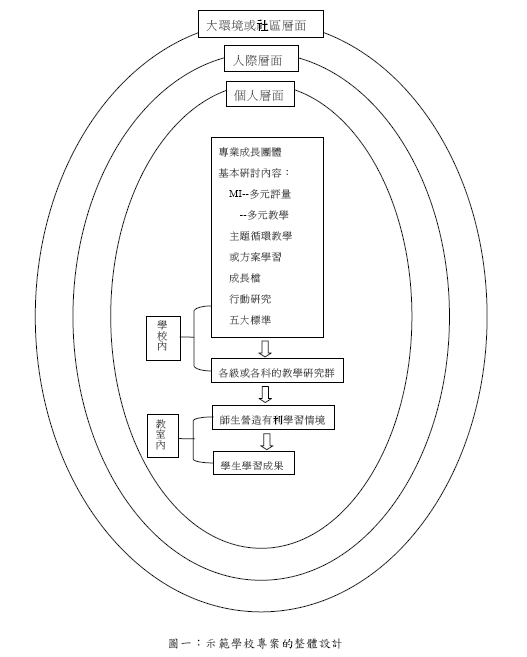 大環境或社區層面
人際層面
個人層面
專業成長團體
基本研討內容：
MI--多元評量
--多元教學
主題循環教學
或方案學習
成長檔
行動研究
五大標準
學校內
各級或各科的教學研究群
師生營造有利學習情境
教室內
學生學習成果
圖一：示範學校專案的整體設計